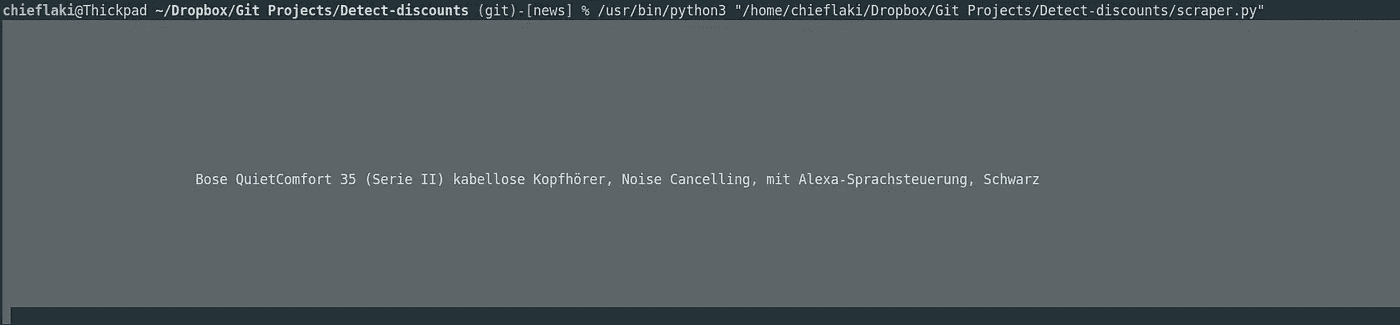 chieflaki@Thickpad ~/Dropbox/Git Projects/Detect-discounts (git)-[news] % /usr/bin/python3 "/home/chieflaki/Dropbox/Git Projects/Detect-discounts/scraper.py"
Bose QuietComfort 35 (Serie II) kabellose Kopfhörer, Noise Cancelling, mit Alexa-Sprachsteuerung, Schwarz